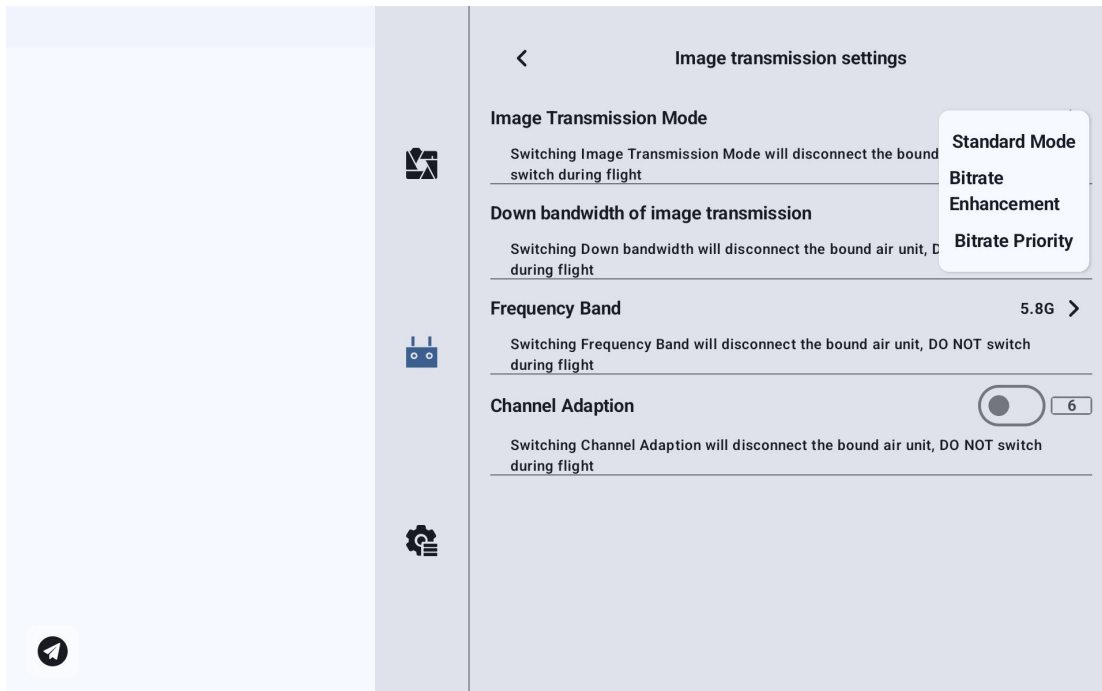 Image transmission settings
Image Transmission Mode
Switching Image Transmission Mode will disconnect the bound
switch during flight
Standard Mode
Bitrate
Enhancement
Bitrate Priority
Down bandwidth of image transmission
Switching Down bandwidth will disconnect the bound air unit,
during flight
Frequency Band
5.8G
Switching Frequency Band will disconnect the bound air unit, DO NOT switch
during flight
Channel Adaption
6
Switching Channel Adaption will disconnect the bound air unit, DO NOT switch
during flight